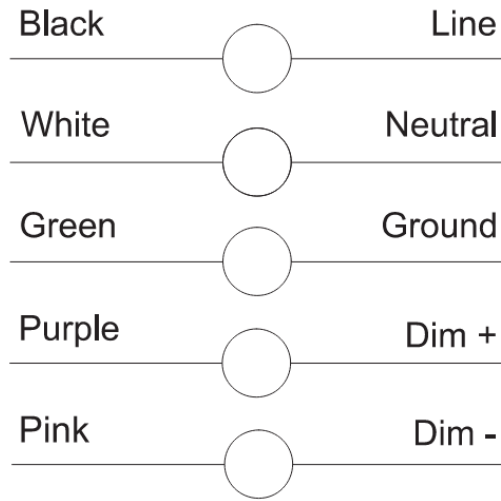 Black Line
White Neutral
Green Ground
Purple Dim +
Pink Dim -